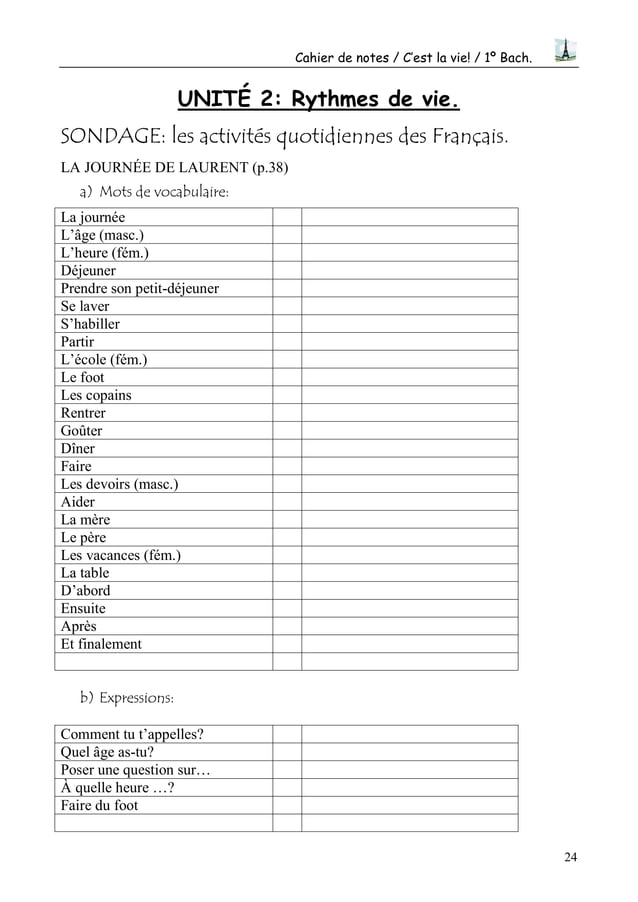 Cahier de notes / C'est la vie! / 1º Bach.
UNITÉ 2: Rythmes de vie.
SONDAGE: les activités quotidiennes des Français.
LA JOURNÉE DE LAURENT (p.38)
a) Mots de vocabulaire:
La journée
L'âge (masc.)
L'heure (fém.)
Déjeuner
Prendre son petit-déjeuner
Se laver
S'habiller
Partir
L'école (fém.)
Le foot
Les copains
Rentrer
Goûter
Dîner
Faire
Les devoirs (masc.)
Aider
La mère
Le père
Les vacances (fém.)
La table
D'abord
Ensuite
Après
Et finalement
b) Expressions:
Comment tu t'appelles?
Quel âge as-tu?
Poser une question sur…
À quelle heure …?
Faire du foot
24